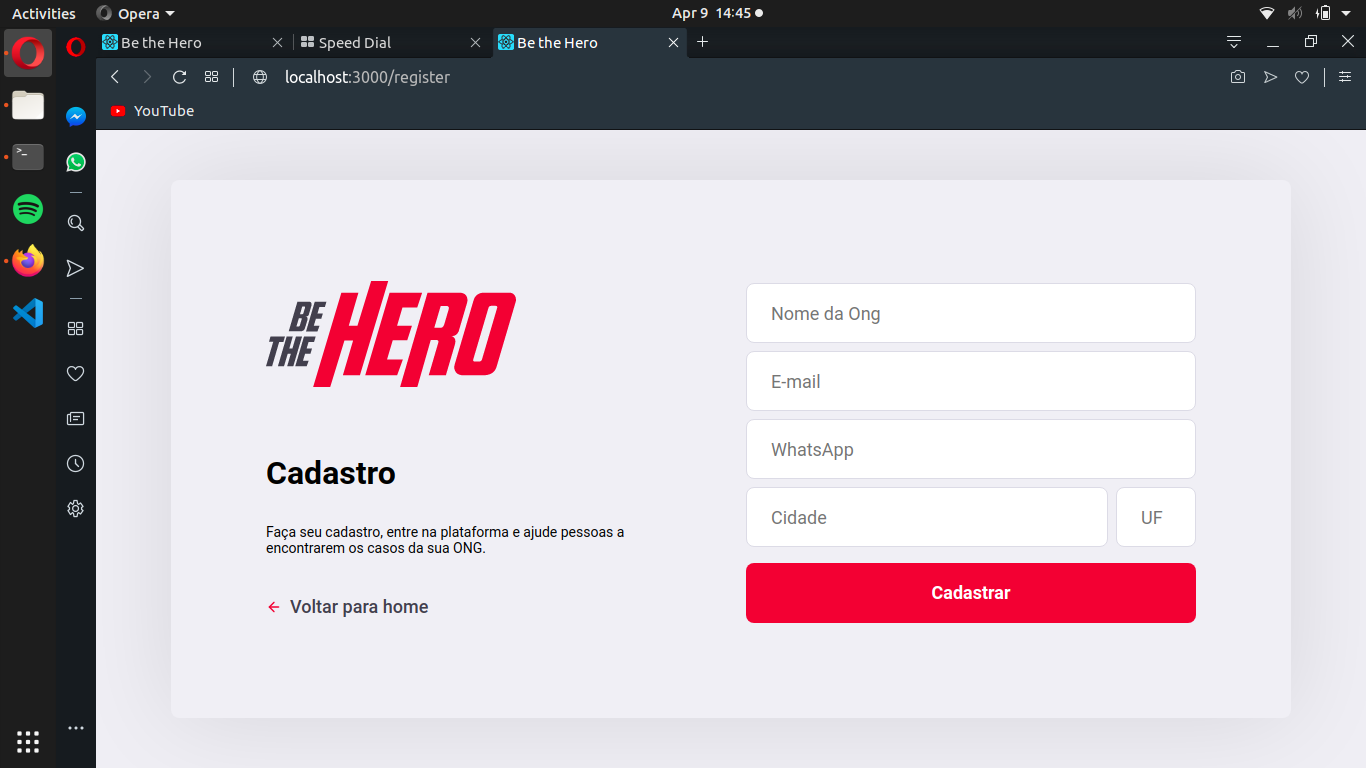 Activities
Opera
Apr 9 14:45
Be the Hero
Speed Dial
Be the Hero
localhost:3000/register
YouTube
BE
THE
HERO
Cadastro
Faça seu cadastro, entre na plataforma e ajude pessoas a
encontrarem os casos da sua ONG.
Voltar para home
Nome da Ong
E-mail
WhatsApp
Cidade
UF
Cadastrar